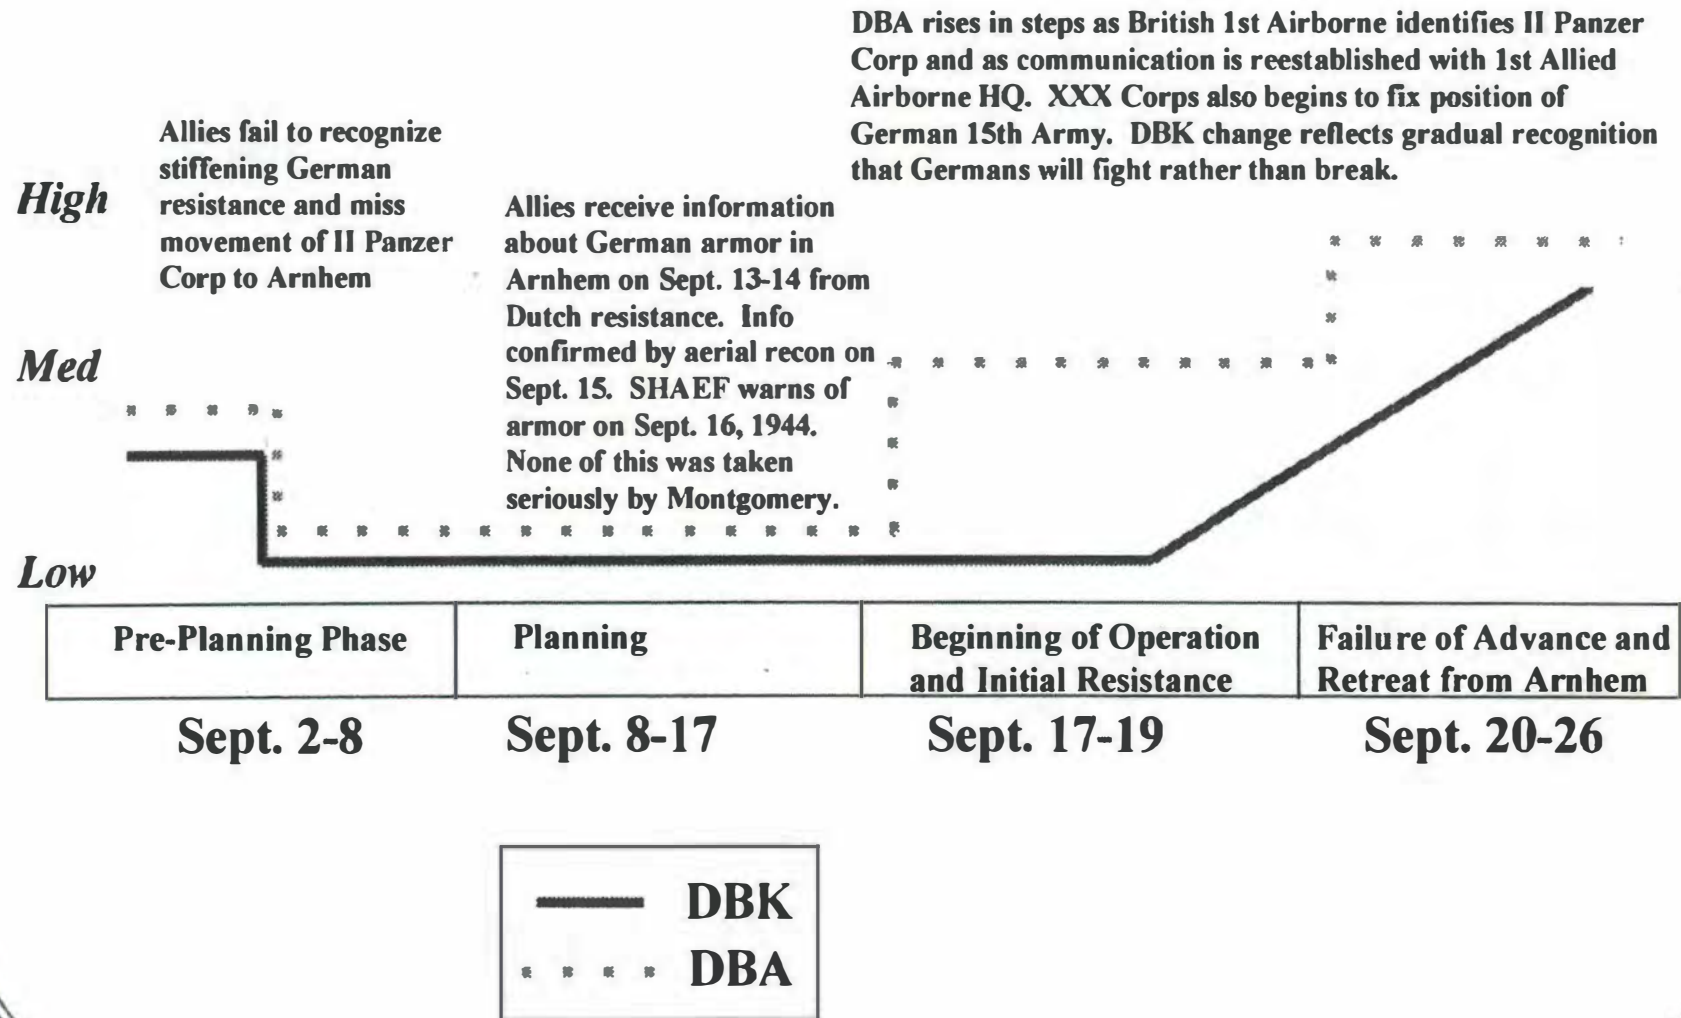 DBA rises in steps as British 1st Airborne identifies II Panzer
Corp and as communication is reestablished with 1st Allied
Airborne HQ. XXX Corps also begins to fix position of
German 15th Army. DBK change reflects gradual recognition
that Germans will fight rather than break.
Allies fail to recognize
stiffening German
resistance and miss
movement of II Panzer
Corp to Arnhem
Allies receive information
about German armor in
Arnhem on Sept. 13-14 from
Dutch resistance. Info
confirmed by aerial recon on
Sept. 15. SHAEF warns of
armor on Sept. 16, 1944.
None of this was taken
seriously by Montgomery.
High
Med
Low
Pre-Planning Phase
Planning
Beginning of Operation
and Initial Resistance
Failure of Advance and
Retreat from Arnhem
Sept. 2-8
Sept. 8-17
Sept. 17-19
Sept. 20-26
DBK
DBA